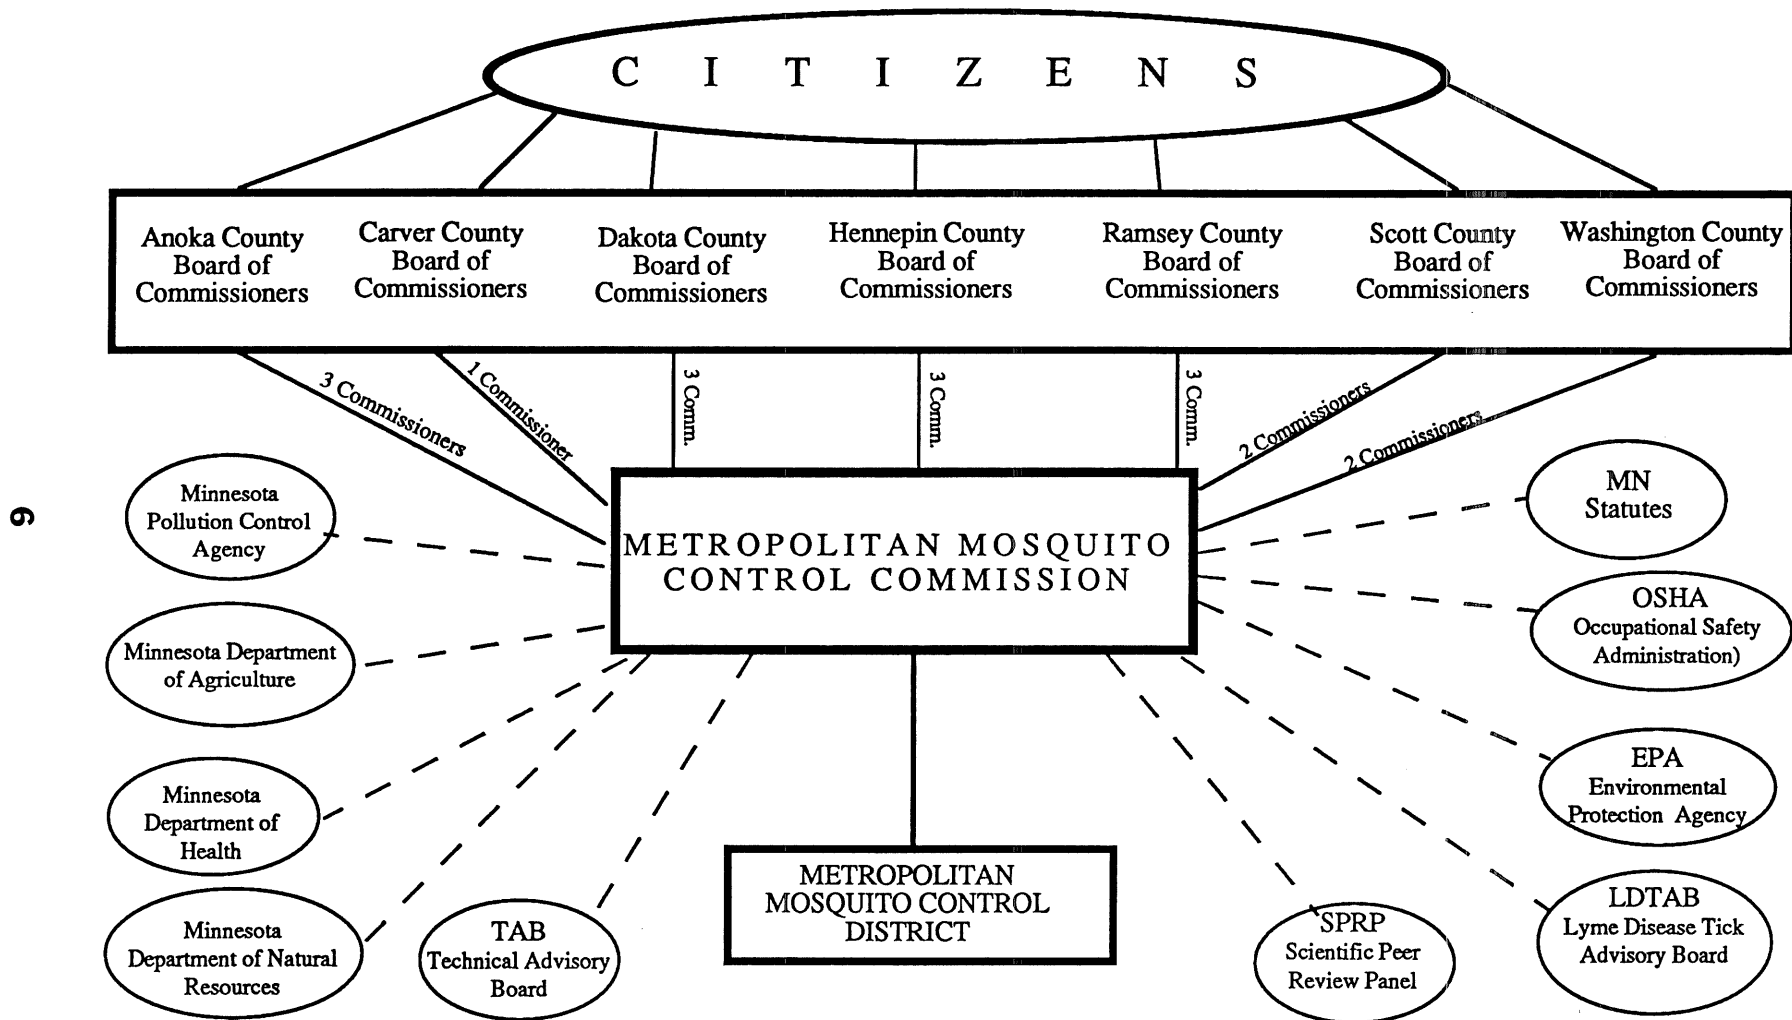 C I T I Z E N S
Anoka County
Board of
Commissioners
Carver County
Board of
Commissioners
Dakota County
Board of
Commissioners
Hennepin County
Board of
Commissioners
Ramsey County
Board of
Commissioners
Scott County
Board of
Commissioners
Washington County
Board of
Commissioners
3 Commissioners
1 Commissioner
3 Comm.
3 Comm.
3 Comm.
2 Commissioners
2 Commissioners
METROPOLITAN MOSQUITO
CONTROL COMMISSION
Minnesota
Pollution Control
Agency
Minnesota Department
of Agriculture
Minnesota
Department of
Health
Minnesota
Department of Natural
Resources
TAB
Technical Advisory
Board
METROPOLITAN
MOSQUITO CONTROL
DISTRICT
SPRP
Scientific Peer
Review Panel
MN
Statutes
OSHA
Occupational Safety
Administration)
EPA
Environmental
Protection Agency
LDTAB
Lyme Disease Tick
Advisory Board
6